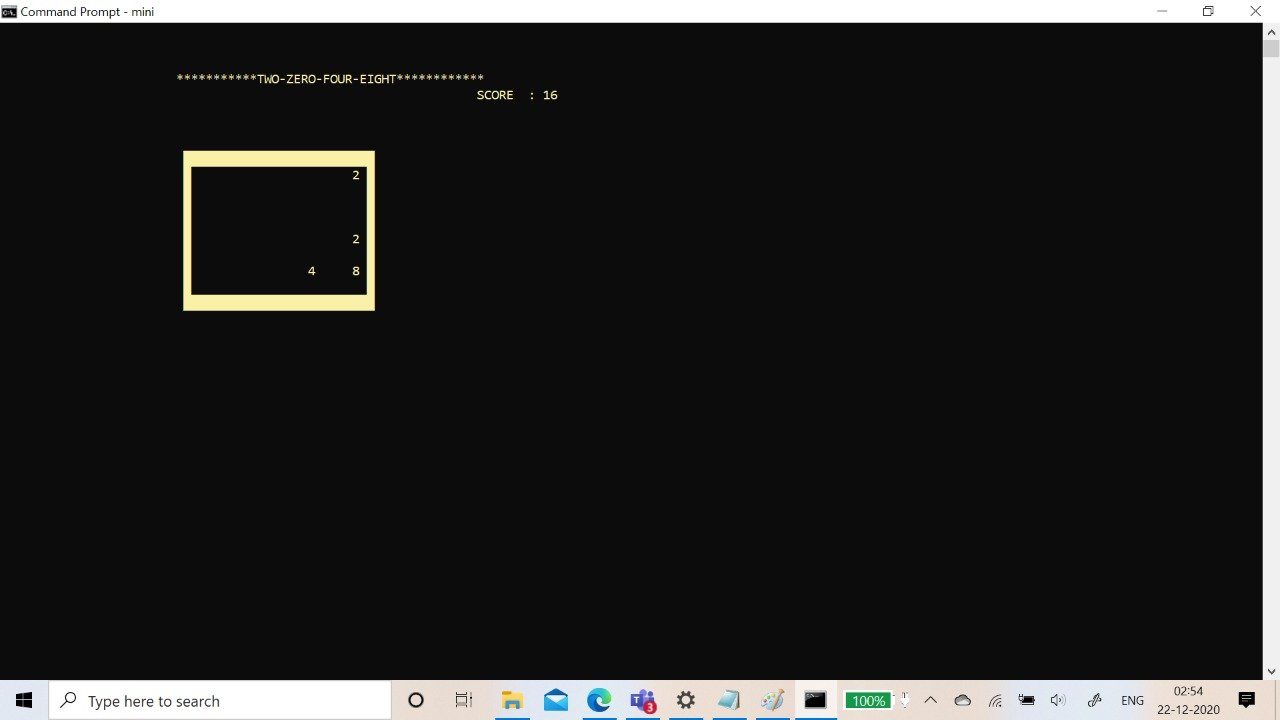 Command Prompt - mini
***********TWO-ZERO-FOUR-EIGHT************
SCORE : 16
2
2
4 8
Type here to search
3
100%
ENG
02:54
22-12-2020